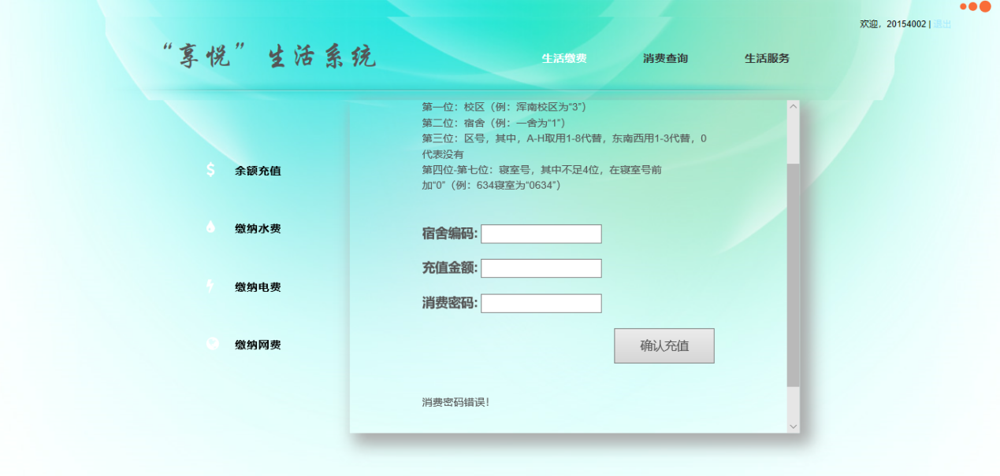 欢迎，20154002 | 退出
“享悦”生活系统
生活缴费 消费查询 生活服务
余额充值
缴纳水费
缴纳电费
缴纳网费
第一位：校区（例：浑南校区为“3”）
第二位：宿舍（例：一舍为“1”）
第三位：区号，其中，A-H取用1-8代替，东南西用1-3代替，0
代表没有
第四位-第七位：寝室号，其中不足4位，在寝室号前
加“0”（例：634寝室为“0634”）
宿舍编码:
充值金额:
消费密码:
确认充值
消费密码错误！